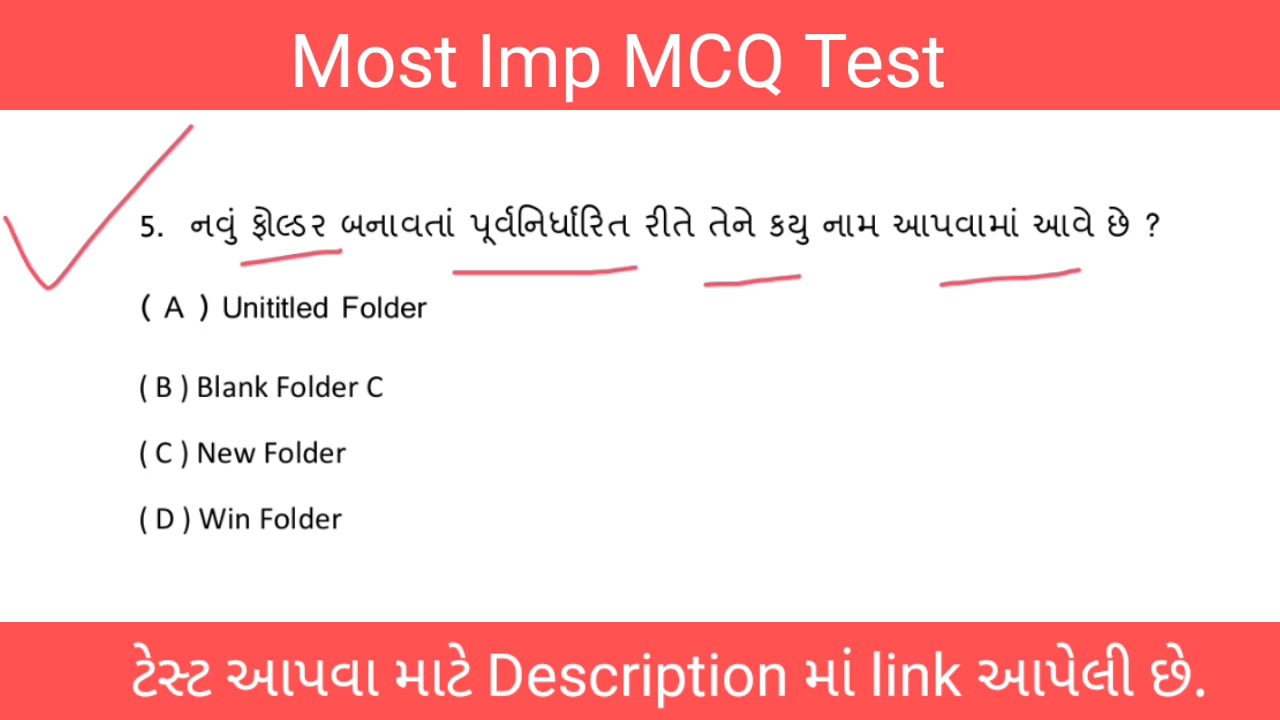 Most Imp MCQ Test
5. નવું ફોલ્ડર બનાવતાં પૂર્વનિર્ધારિત રીતે તેને કયુ નામ આપવામાં આવે છે ?
( A ) Unititled Folder
( B ) Blank Folder C
( C ) New Folder
( D ) Win Folder
ટેસ્ટ આપવા માટે Description માં link આપેલી છે.